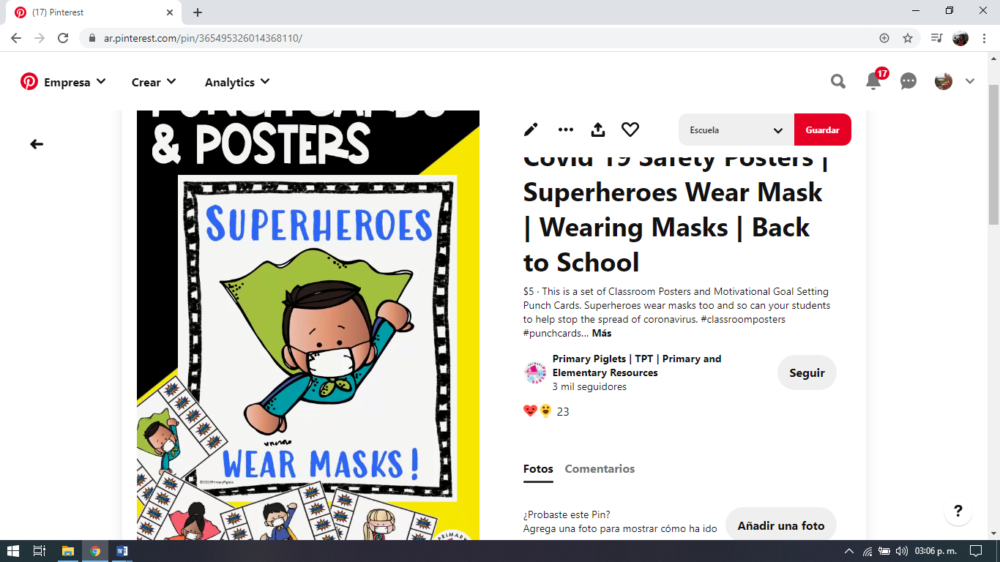 (17) Pinterest
ar.pinterest.com/pin/365495326014368110/
Empresa
Crear
Analytics
17
PUNCH CARDS
& POSTERS
SUPERHEROES
WEAR MASKS!
©2020PrimaryPiglets
Escuela
Guardar
Covid 19 Safety Posters |
Superheroes Wear Mask
| Wearing Masks | Back
to School
$5 · This is a set of Classroom Posters and Motivational Goal Setting
Punch Cards. Superheroes wear masks too and so can your students
to help stop the spread of coronavirus. #classroomposters
#punchcards... Más
Primary Piglets | TPT | Primary and
Elementary Resources
3 mil seguidores
Seguir
23
Fotos
Comentarios
¿Probaste este Pin?
Agrega una foto para mostrar cómo ha ido
Añadir una foto
?
PRIMARY
03:06 p. m.